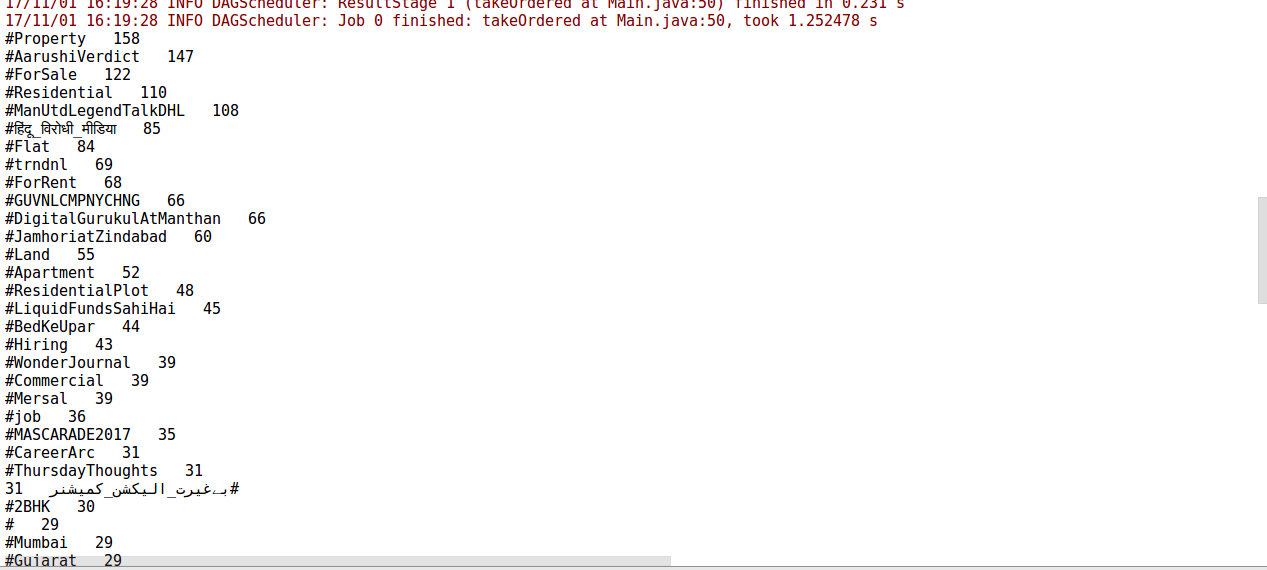 17/11/01 16:19:28 INFO DAGScheduler: ResultStage 1 (takeOrdered at Main.java:50) finished in 0.231 s
17/11/01 16:19:28 INFO DAGScheduler: Job 0 finished: takeOrdered at Main.java:50, took 1.252478 s
#Property 158
#AarushiVerdict 147
#ForSale 122
#Residential 110
#ManUtdLegendTalkDHL 108
#हिंदू_विरोधी_मीडिया 85
#Flat 84
#trndnl 69
#ForRent 68
#GUVNLCMPNYCHNG 66
#DigitalGurukulAtManthan 66
#JamhoriatZindabad 60
#Land 55
#Apartment 52
#ResidentialPlot 48
#LiquidFundsSahiHai 45
#BedKeUpar 44
#Hiring 43
#WonderJournal 39
#Commercial 39
#Mersal 39
#job 36
#MASCARADE2017 35
#CareerArc 31
#ThursdayThoughts 31
#بےغیرت_الیکشن_کمیشنر 31
#2BHK 30
# 29
#Mumbai 29
#Gujarat 29